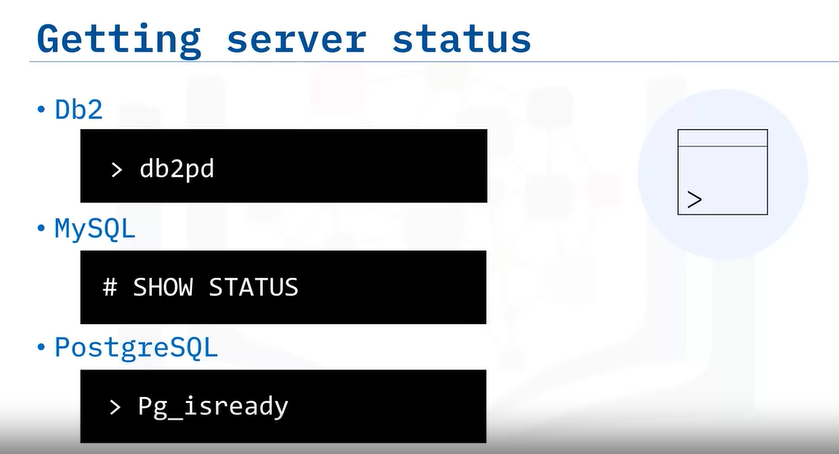 Getting server status
• Db2
> db2pd
• MySQL
# SHOW STATUS
• PostgreSQL
> Pg_isready
>